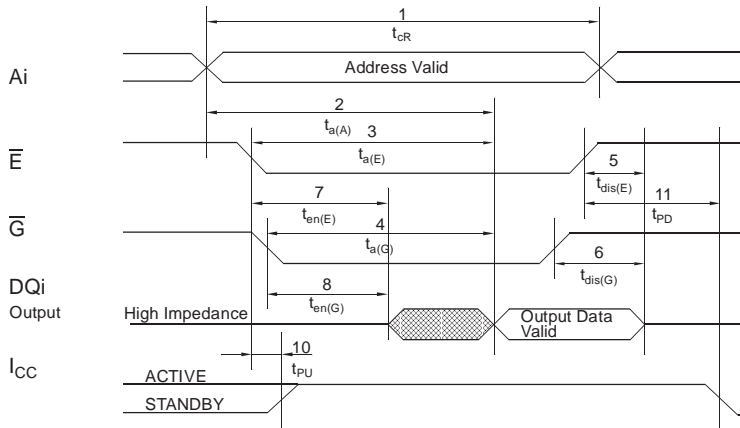 1
tcR
Ai
Address Valid
2
ta(A)
3
E
ta(E)
5
tdis(E)
7
11
ten(E)
tPD
G
4
ta(G)
6
tdis(G)
DQi
8
Output
High Impedance
ten(G)
Output Data
Valid
10
ICC
tPU
ACTIVE
STANDBY